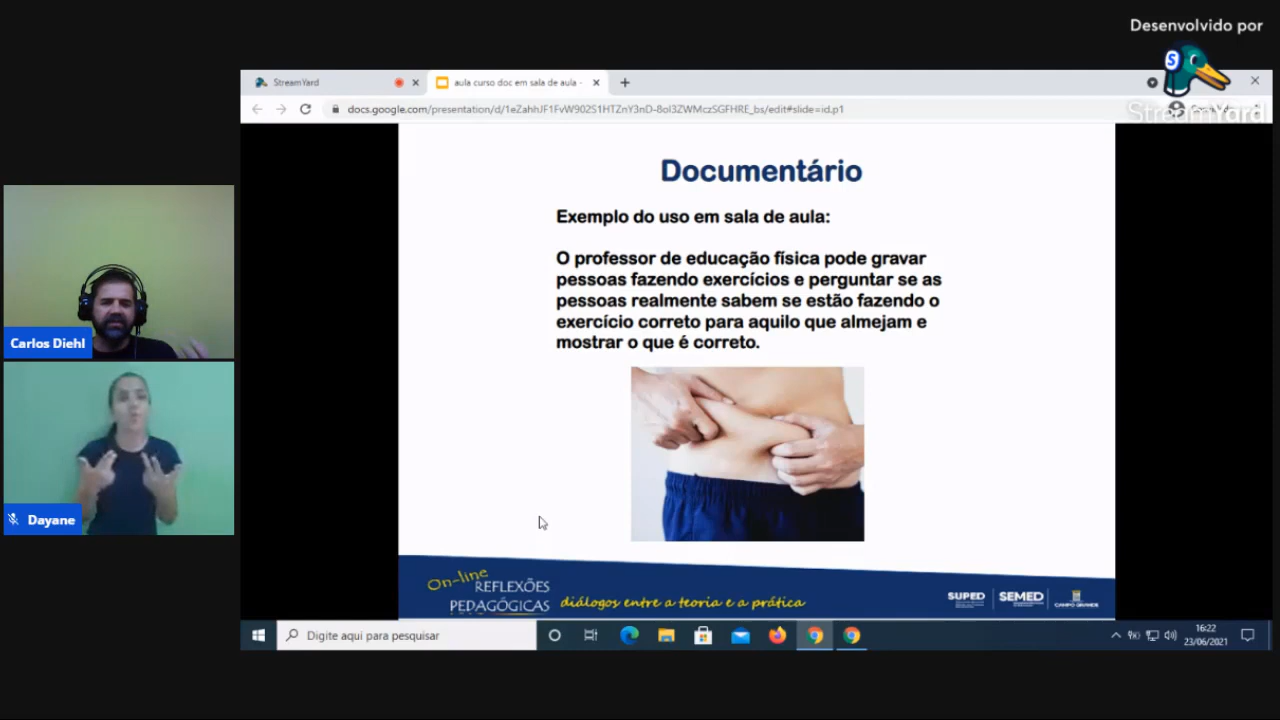 Desenvolvido por
StreamYard
StreamYard
aula curso doc em sala de aula -
docs.google.com/presentation/d/1eZahhJF1FvW902S1HTZnY3nD-8oI3ZWMczSGFHRE_bs/edit#slide=id.p1
Documentário
Exemplo do uso em sala de aula:
O professor de educação física pode gravar
pessoas fazendo exercícios e perguntar se as
pessoas realmente sabem se estão fazendo o
exercício correto para aquilo que almejam e
mostrar o que é correto.
Carlos Diehl
Dayane
On-line
REFLEXÕES
PEDAGÓGICAS
diálogos entre a teoria e a prática
SUPED
SEMED
CAMPO GRANDE
Digite aqui para pesquisar
16:22
23/06/2021